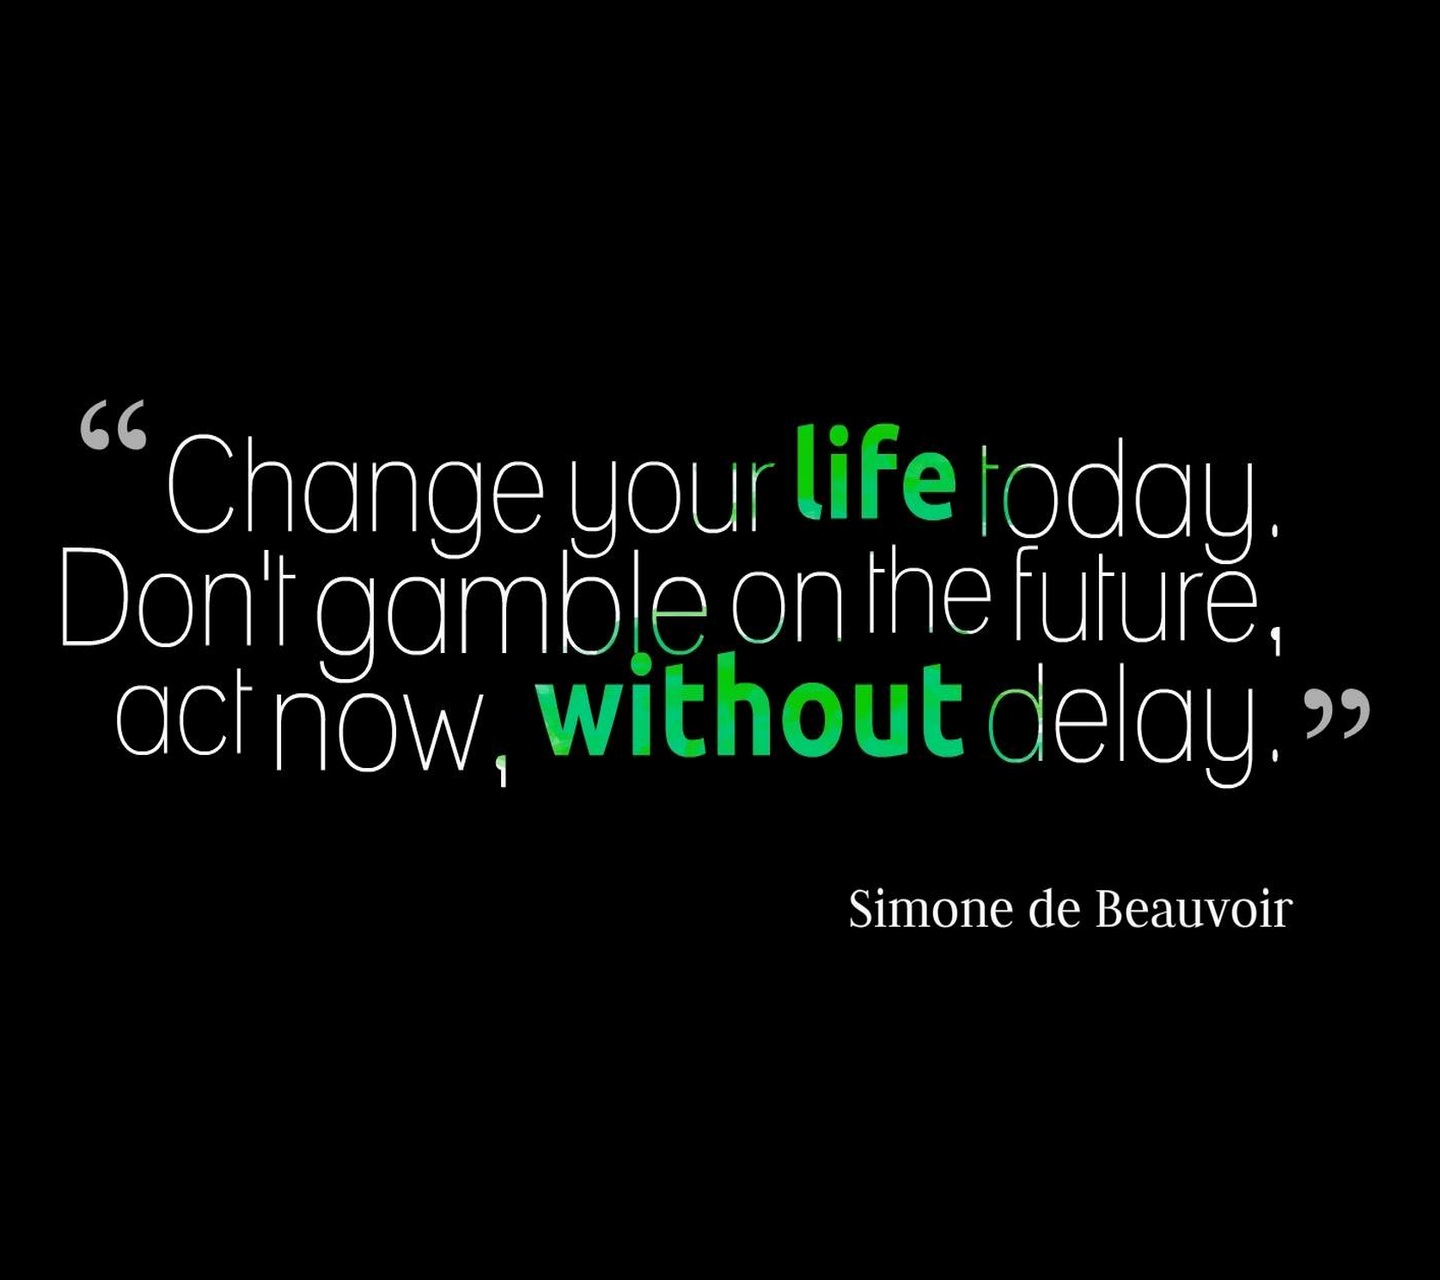 “Change your life today.
Don't gamble on the future,
act now, without delay.”
Simone de Beauvoir